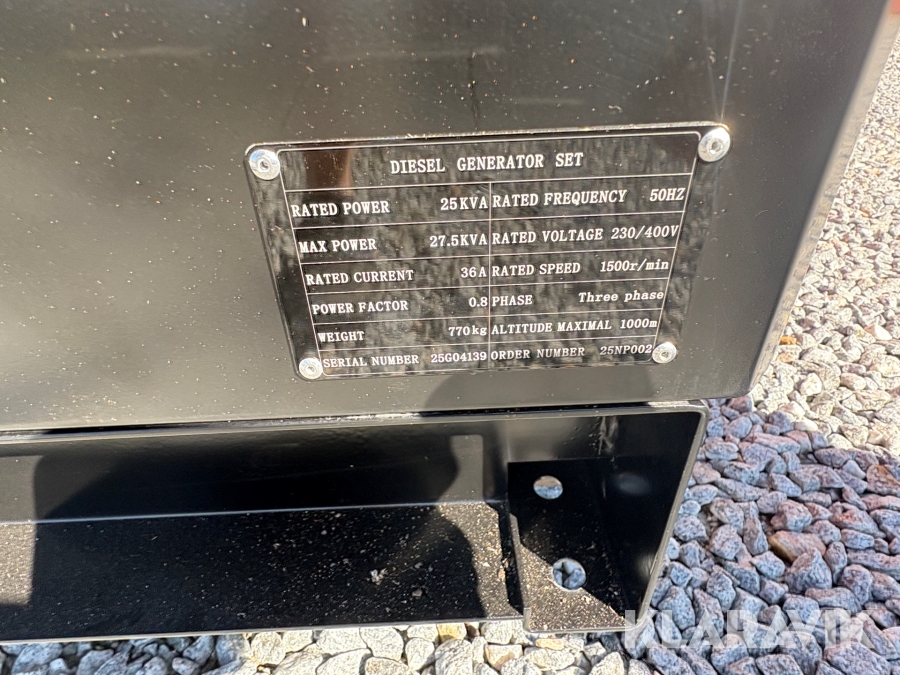 DIESEL GENERATOR SET
RATED POWER 25KVA RATED FREQUENCY 50HZ
MAX POWER 27.5KVA RATED VOLTAGE 230/400V
RATED CURRENT 36A RATED SPEED 1500r/min
POWER FACTOR 0.8 PHASE Three phase
WEIGHT 770kg ALTITUDE MAXIMAL 1000m
SERIAL NUMBER 25G04139 ORDER NUMBER 25NP002
KLARAVIK